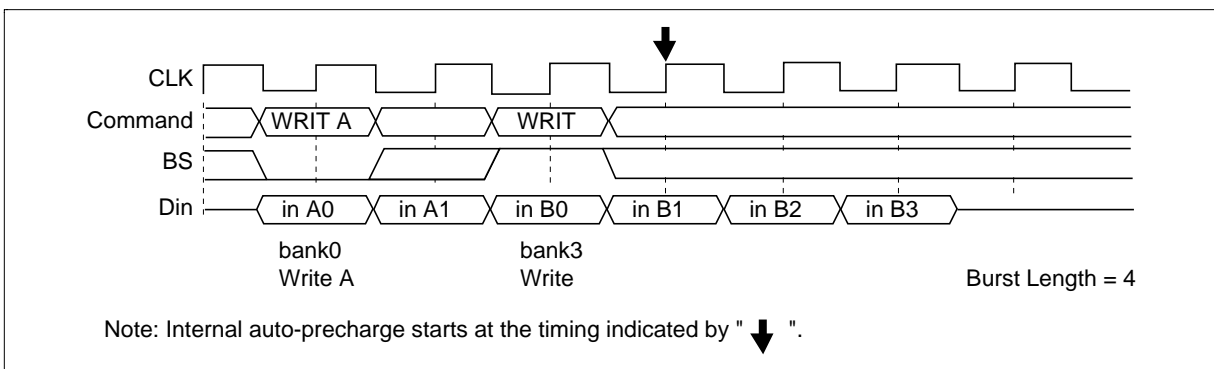 CLK
Command WRIT A WRIT
BS
Din in A0 in A1 in B0 in B1 in B2 in B3
bank0 bank3
Write A Write Burst Length = 4
Note: Internal auto-precharge starts at the timing indicated by " ".